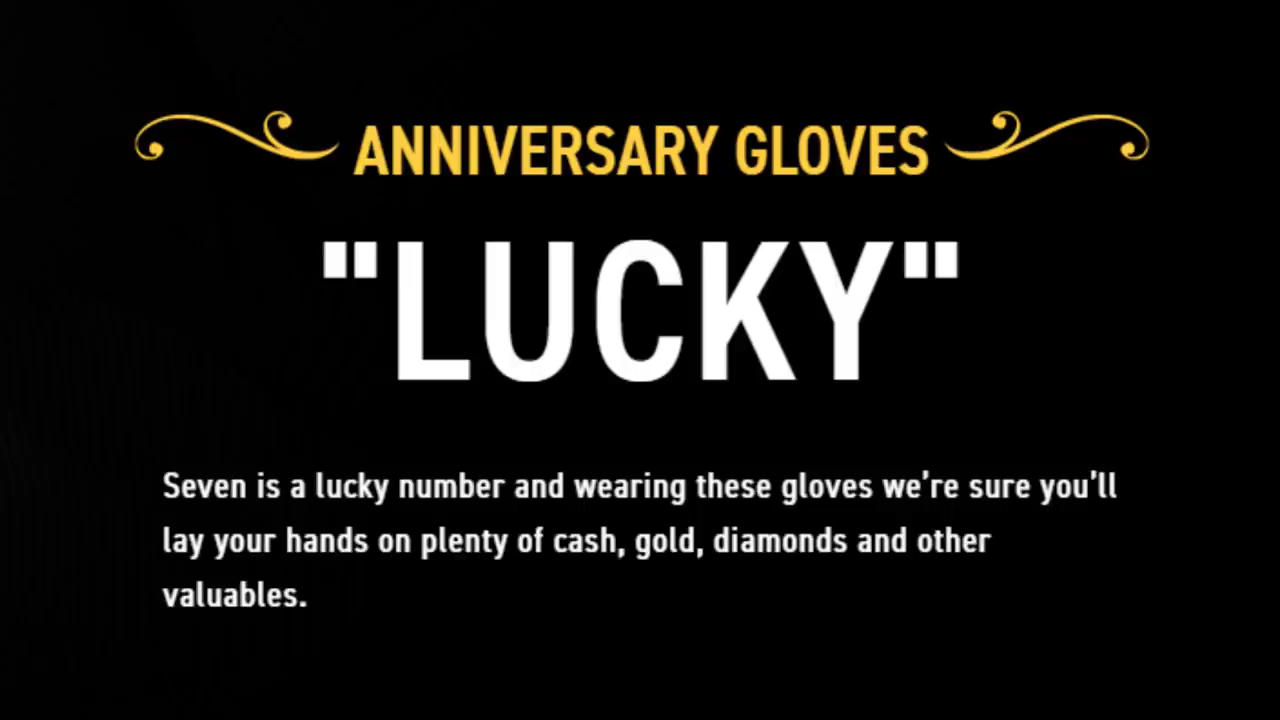 ANNIVERSARY GLOVES
"LUCKY"
Seven is a lucky number and wearing these gloves we're sure you'll
lay your hands on plenty of cash, gold, diamonds and other
valuables.